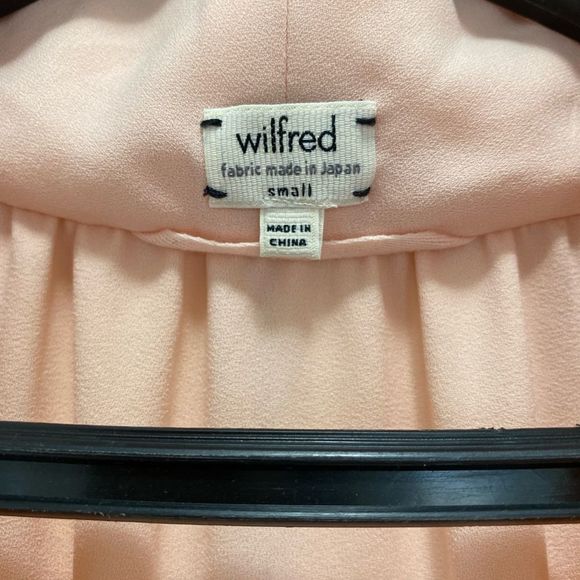 wilfred
fabric made in Japan
small
MADE IN
CHINA